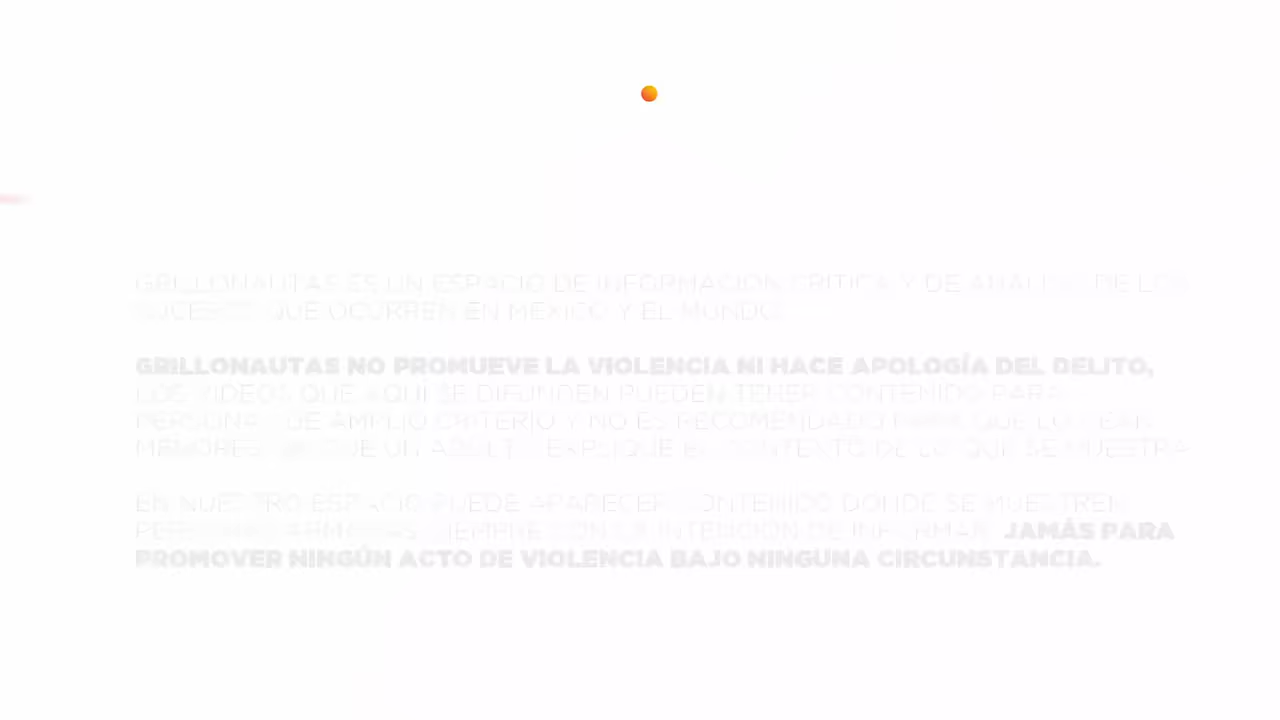 GRILLONAUTAS ES UN ESPACIO DE INFORMACIÓN CRÍTICA Y DE ANÁLISIS DE LOS
SUCESOS QUE OCURREN EN MÉXICO Y EL MUNDO.
GRILLONAUTAS NO PROMUEVE LA VIOLENCIA NI HACE APOLOGÍA DEL DELITO,
LOS VIDEOS QUE AQUÍ SE DIFUNDEN PUEDEN TENER CONTENIDO PARA
PERSONAS DE AMPLIO CRITERIO Y NO ES RECOMENDADO PARA QUE LO VEAN
MENORES SIN QUE UN ADULTO EXPLIQUE EL CONTEXTO DE LO QUE SE MUESTRA
EN NUESTRO ESPACIO PUEDE APARECER CONTENIDO DONDE SE MUESTREN
PERSONAS ARMADAS, SIEMPRE CON LA INTENCIÓN DE INFORMAR, JAMÁS PARA
PROMOVER NINGÚN ACTO DE VIOLENCIA BAJO NINGUNA CIRCUNSTANCIA.